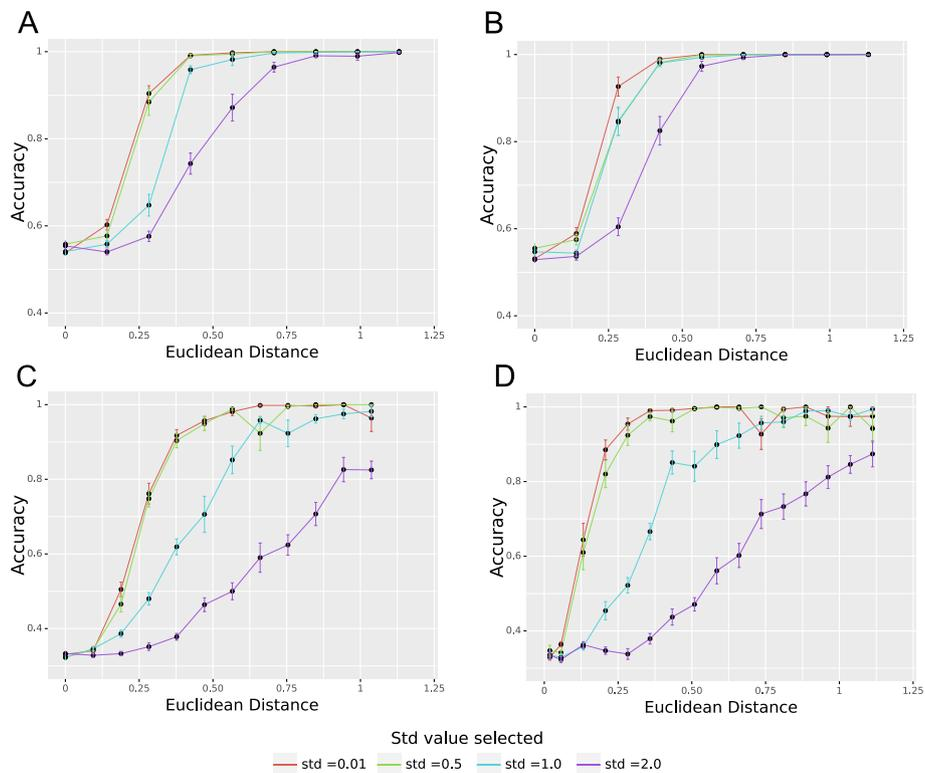 A
B
1
0.8
0.6
0.4
Accuracy
0 0.25 0.50 0.75 1 1.25
Euclidean Distance
1
0.8
0.6
0.4
Accuracy
0 0.25 0.50 0.75 1 1.25
Euclidean Distance
C
D
1
0.8
0.6
0.4
Accuracy
0 0.25 0.50 0.75 1 1.25
Euclidean Distance
1
0.8
0.6
0.4
Accuracy
0 0.25 0.50 0.75 1 1.25
Euclidean Distance
Std value selected
std =0.01 std =0.5 std =1.0 std =2.0